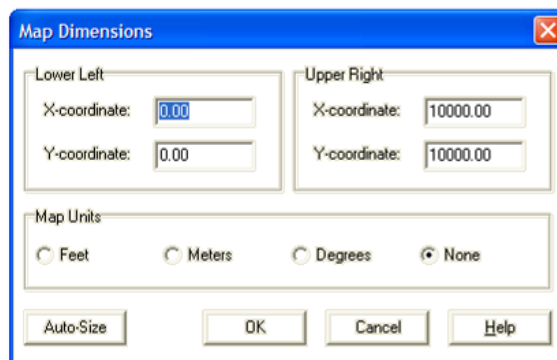 Map Dimensions
Lower Left
X-coordinate: 0.00
Y-coordinate: 0.00
Upper Right
X-coordinate: 10000.00
Y-coordinate: 10000.00
Map Units
Feet Meters Degrees None
Auto-Size OK Cancel Help